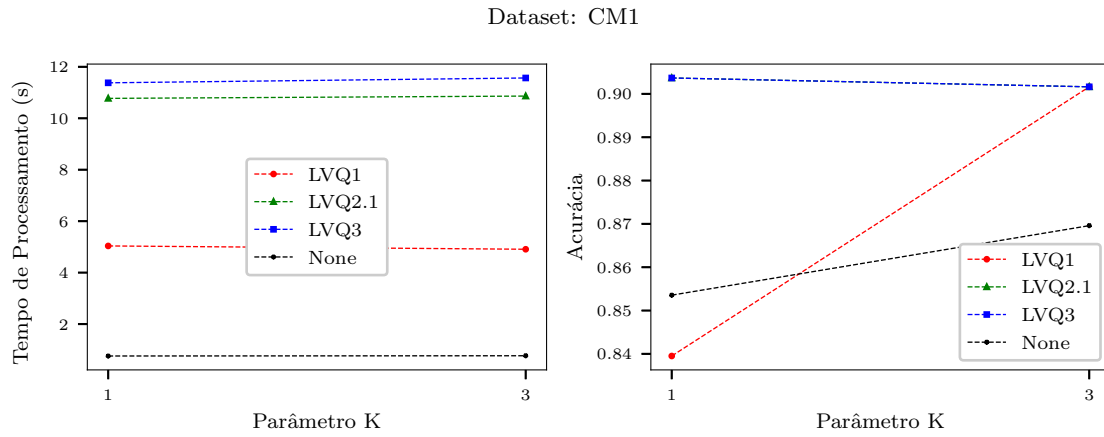 Dataset: CM1
Tempo de Processamento (s)
12
10
8
6
4
2
LVQ1
LVQ2.1
LVQ3
None
1
3
Parâmetro K
Acurácia
0.90
0.89
0.88
0.87
0.86
0.85
0.84
LVQ1
LVQ2.1
LVQ3
None
1
3
Parâmetro K